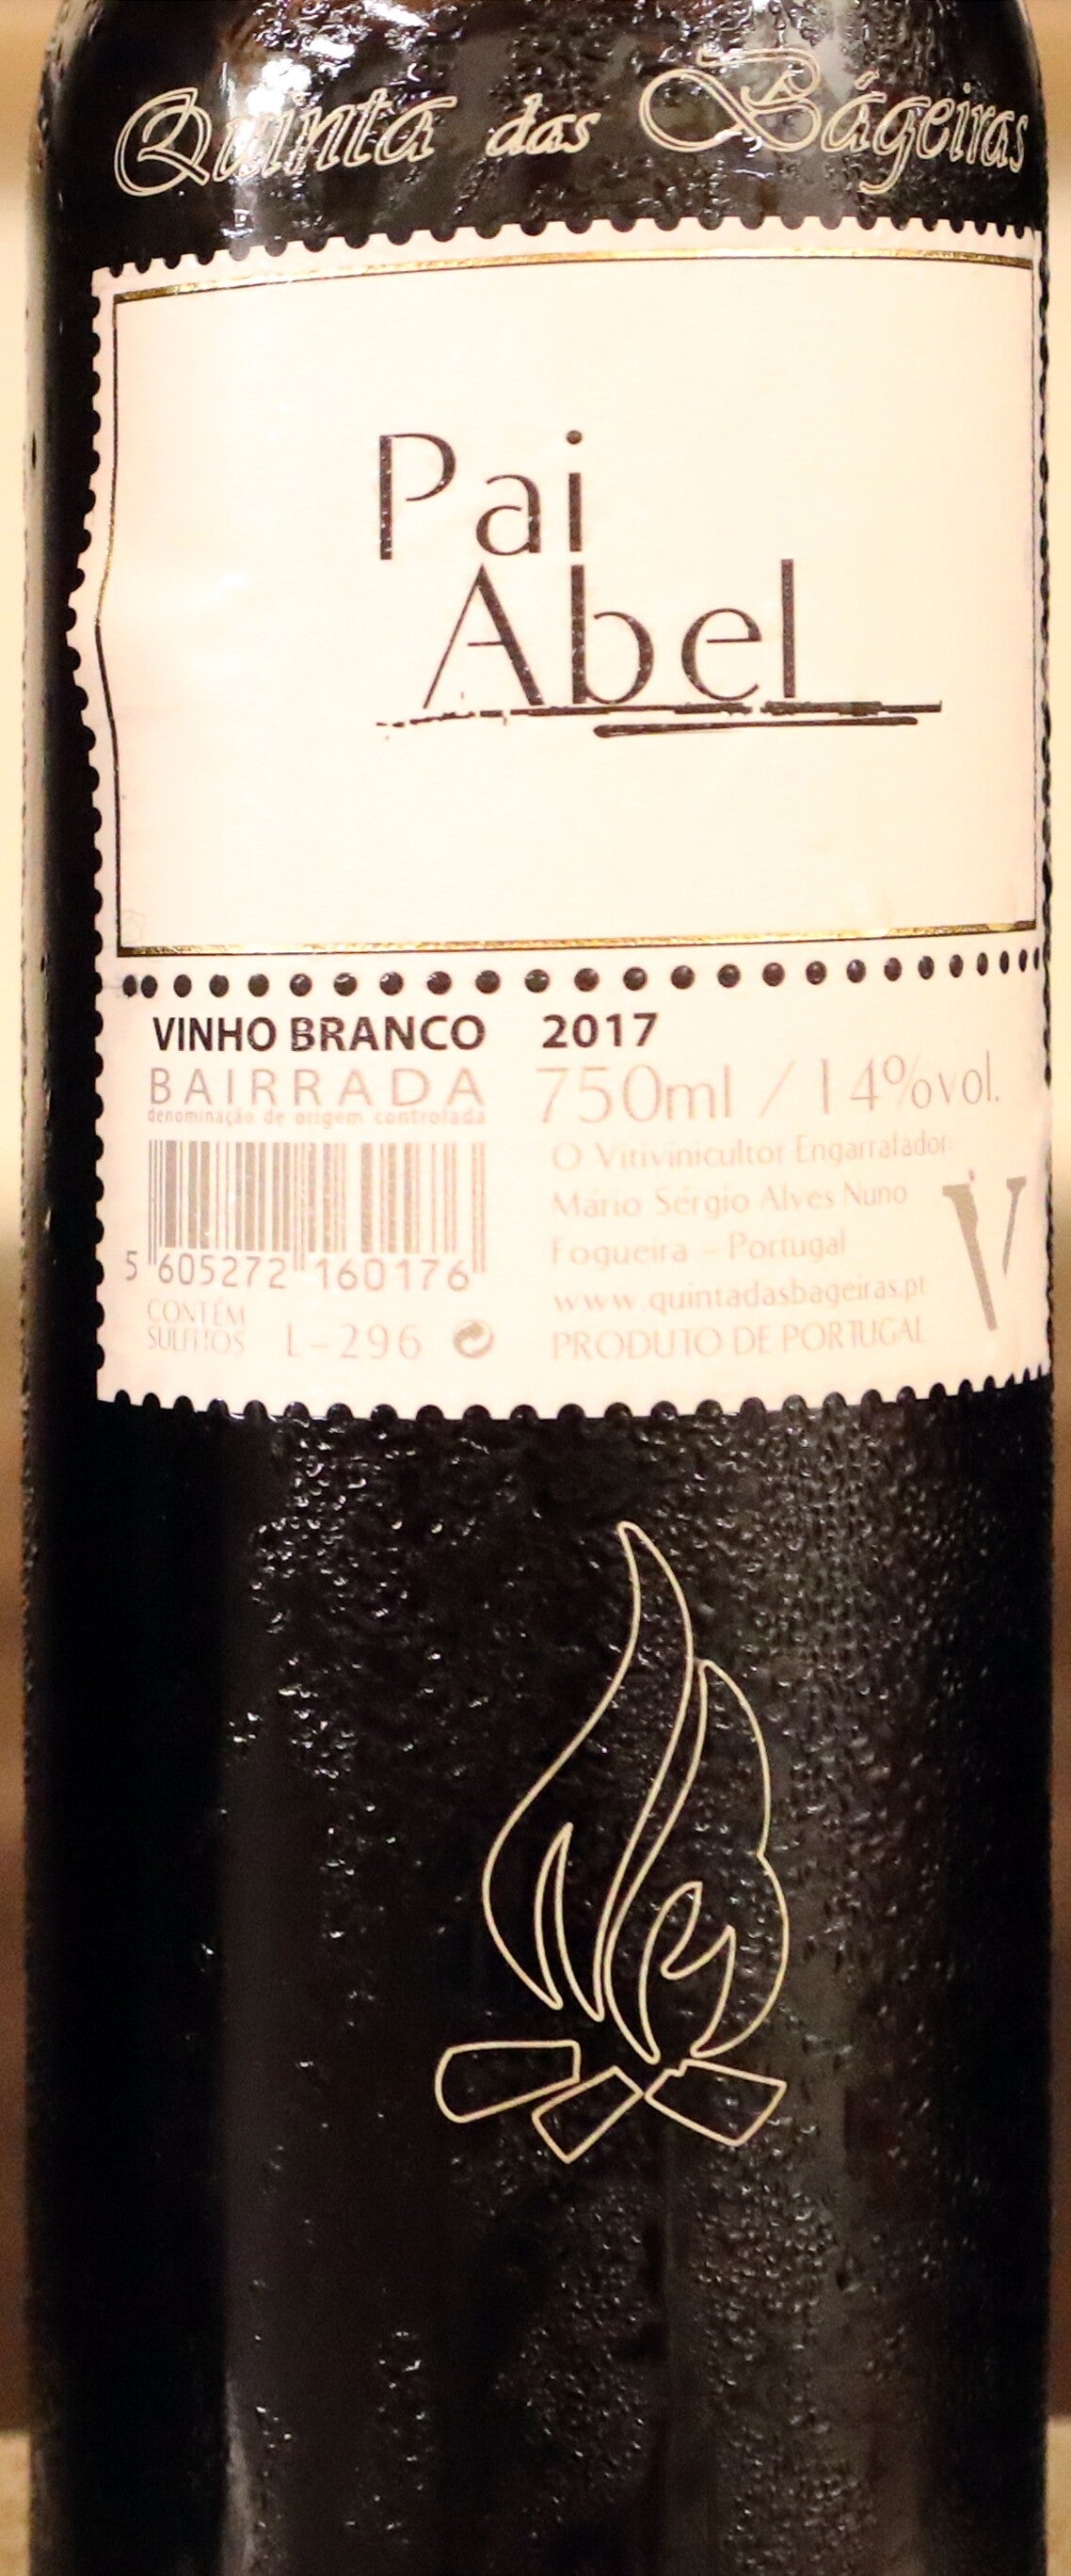 Quinta das Bágeiras
Pai
Abel
VINHO BRANCO 2017
BAIRRADA
denominação de origem controlada
750ml / 14%vol.
O Vitivinicultor Engarrafador
Mário Sérgio Alves Nuno
Fogueira - Portugal
www.quintadasbageiras.pt
PRODUTO DE PORTUGAL
V
5 605272 160176
CONTÉM
SULFITOS
L-296